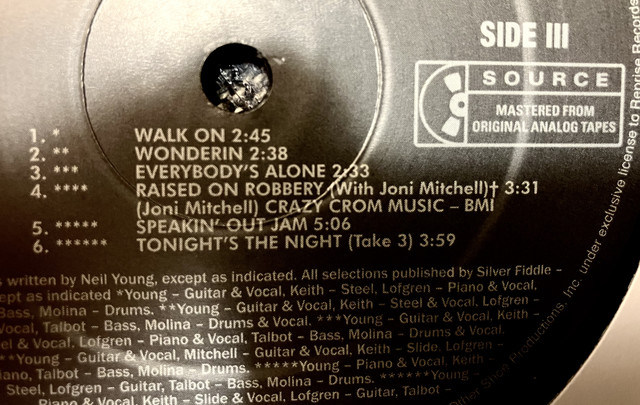 SIDE III
SOURCE
MASTERED FROM
ORIGINAL ANALOG TAPES
1. * WALK ON 2:45
2. ** WONDERIN 2:38
3. *** EVERYBODY'S ALONE 2:33
4. **** RAISED ON ROBBERY (With Joni Mitchell)† 3:31
(Joni Mitchell) CRAZY CROM MUSIC – BMI
5. ***** SPEAKIN' OUT JAM 5:06
6. ****** TONIGHT'S THE NIGHT (Take 3) 3:59
written by Neil Young, except as indicated. All selections published by Silver Fiddle –
ept as indicated *Young – Guitar & Vocal, Keith – Steel, Lofgren – Piano & Vocal,
Bass, Molina – Drums. **Young – Guitar & Vocal, Keith – Steel & Vocal, Lofgren –
Vocal, Talbot – Bass, Molina – Drums & Vocal. ***Young – Guitar & Vocal,
el & Vocal, Lofgren – Piano & Vocal, Talbot – Bass, Molina – Drums.
**Young – Guitar & Vocal, Mitchell – Guitar & Vocal, Keith – Slide, Lofgren –
iano, Talbot – Bass, Molina – Drums. *****Young – Piano & Vocal,
Steel, Lofgren – Guitar, Talbot – Bass, Molina – Drums. ******Young –
Piano & Vocal, Keith – Slide & Vocal, Lofgren – Guitar, Talbot –
Other Shoe Productions, Inc. under exclusive license to Reprise Records